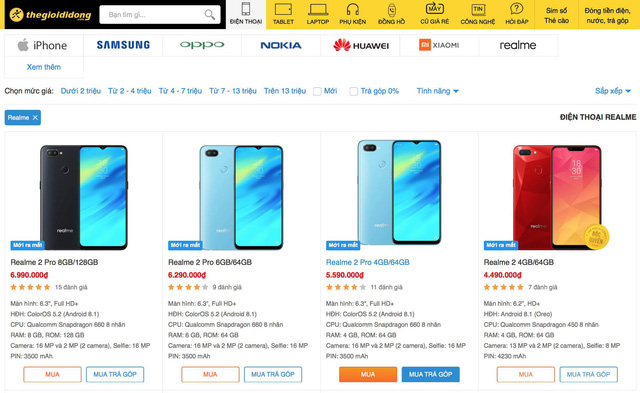 thegioididong
.com
Bạn tìm gì...
ĐIỆN THOẠI
TABLET
LAPTOP
PHỤ KIỆN
ĐỒNG HỒ
MÁY
CŨ GIÁ RẺ
TIN
CÔNG NGHỆ
HỎI ĐÁP
Sim số
Thẻ cào
Đóng tiền điện,
nước, trả góp
iPhone
SAMSUNG
oppo
NOKIA
HUAWEI
mi XIAOMI
realme
Xem thêm
Chọn mức giá: Dưới 2 triệu Từ 2 - 4 triệu Từ 4 - 7 triệu Từ 7 - 13 triệu Trên 13 triệu Mới Trả góp 0% Tính năng Sắp xếp
Realme ✕
ĐIỆN THOẠI REALME
Mới ra mắt
Realme 2 Pro 8GB/128GB
6.990.000₫
15 đánh giá
Màn hình: 6.3", Full HD+
HĐH: ColorOS 5.2 (Android 8.1)
CPU: Qualcomm Snapdragon 660 8 nhân
RAM: 8 GB, ROM: 128 GB
Camera: 16 MP và 2 MP (2 camera), Selfie: 16 MP
PIN: 3500 mAh
MUA
MUA TRẢ GÓP
Mới ra mắt
Realme 2 Pro 6GB/64GB
6.290.000₫
9 đánh giá
Màn hình: 6.3", Full HD+
HĐH: ColorOS 5.2 (Android 8.1)
CPU: Qualcomm Snapdragon 660 8 nhân
RAM: 6 GB, ROM: 64 GB
Camera: 16 MP và 2 MP (2 camera), Selfie: 16 MP
PIN: 3500 mAh
MUA
MUA TRẢ GÓP
Mới ra mắt
Realme 2 Pro 4GB/64GB
5.590.000₫
11 đánh giá
Màn hình: 6.3", Full HD+
HĐH: ColorOS 5.2 (Android 8.1)
CPU: Qualcomm Snapdragon 660 8 nhân
RAM: 4 GB, ROM: 64 GB
Camera: 16 MP và 2 MP (2 camera), Selfie: 16 MP
PIN: 3500 mAh
MUA
MUA TRẢ GÓP
18
30
ĐỘC
QUYỀN
Mới ra mắt
Realme 2 4GB/64GB
4.490.000₫
7 đánh giá
Màn hình: 6.2", HD+
HĐH: Android 8.1 (Oreo)
CPU: Qualcomm Snapdragon 450 8 nhân
RAM: 4 GB, ROM: 64 GB
Camera: 13 MP và 2 MP (2 camera), Selfie: 8 MP
PIN: 4230 mAh
MUA
MUA TRẢ GÓP